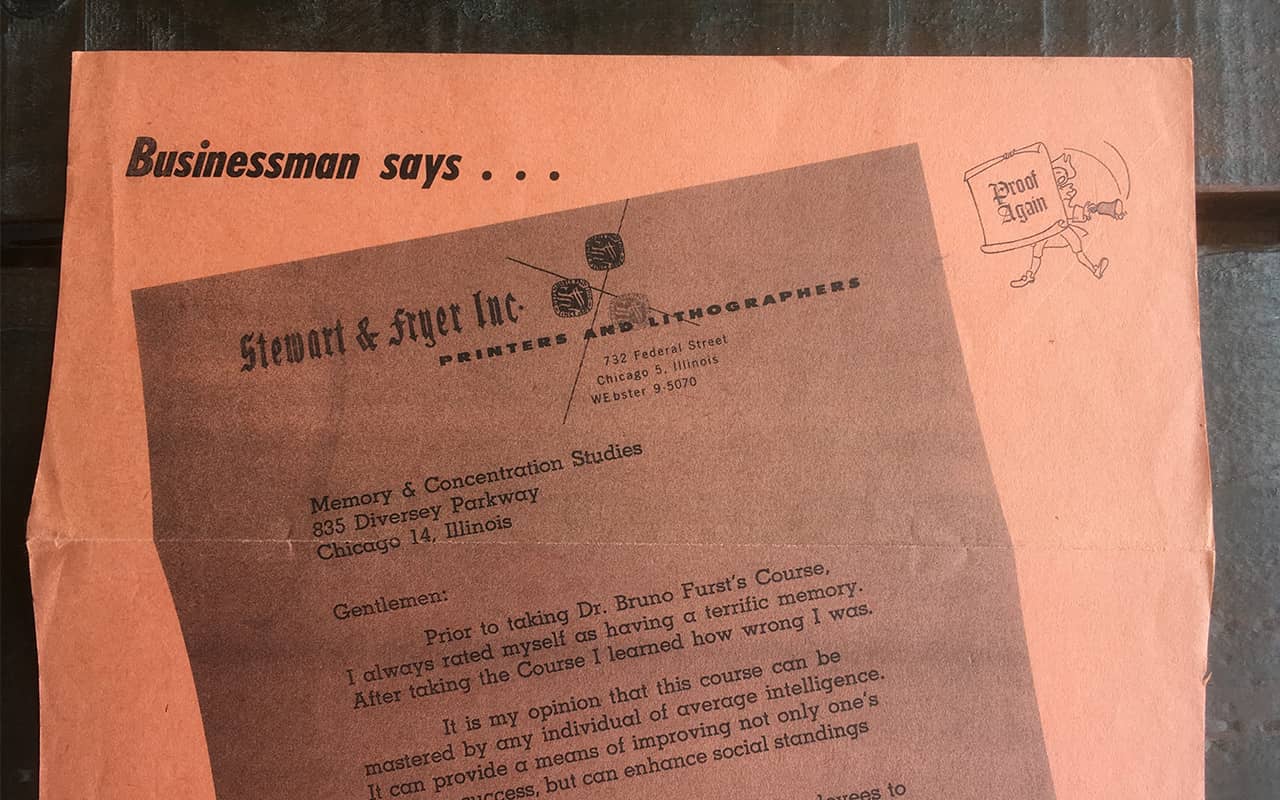 Businessman says . . .
Proof
Again
Stewart & Fryer Inc.
PRINTERS AND LITHOGRAPHERS
732 Federal Street
Chicago 5, Illinois
WEbster 9-5070
Memory & Concentration Studies
835 Diversey Parkway
Chicago 14, Illinois
Gentlemen:
Prior to taking Dr. Bruno Furst's Course,
I always rated myself as having a terrific memory.
After taking the Course I learned how wrong I was.
It is my opinion that this course can be
mastered by any individual of average intelligence.
It can provide a means of improving not only one's
success, but can enhance social standings
to